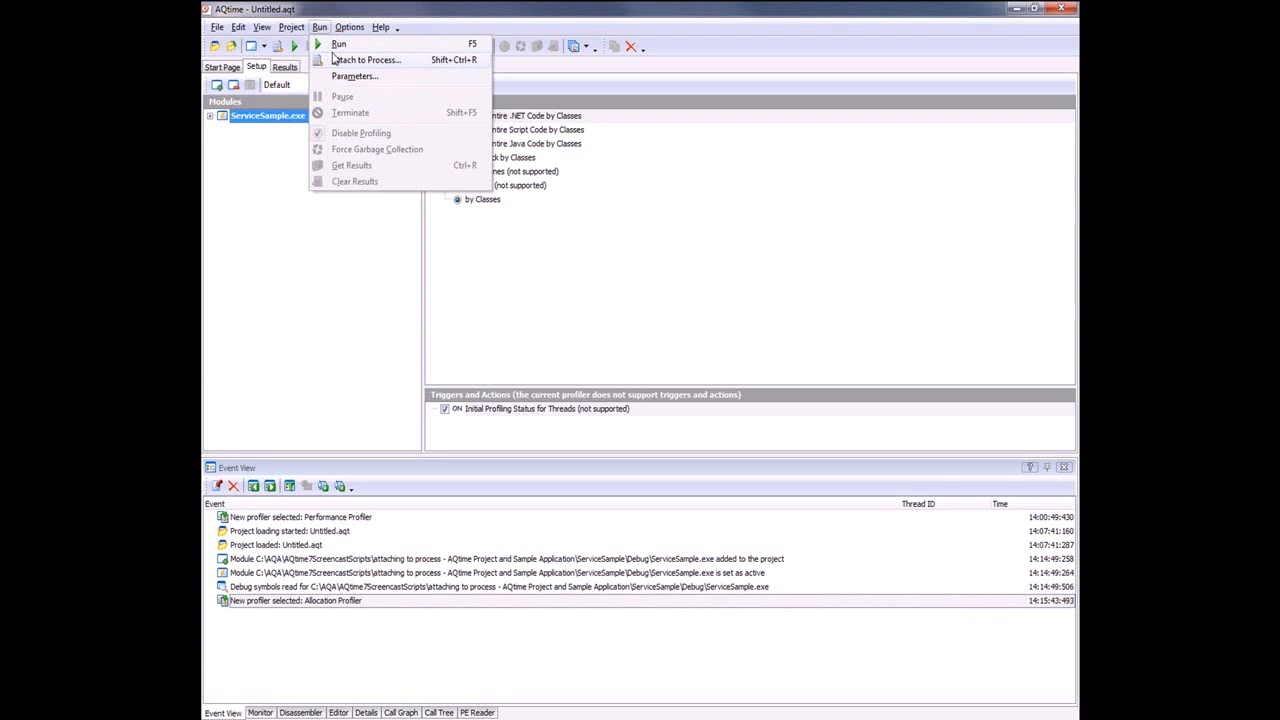 AQtime - Untitled.aqt
File Edit View Project Run Options Help
Run F5
Attach to Process... Shift+Ctrl+R
Parameters...
Pause
Terminate Shift+F5
Disable Profiling
Force Garbage Collection
Get Results Ctrl+R
Clear Results
Start Page Setup Results
Default
Modules
ServiceSample.exe
.NET Code by Classes
Script Code by Classes
Java Code by Classes
by Classes
(not supported)
(not supported)
by Classes
Triggers and Actions (the current profiler does not support triggers and actions)
ON Initial Profiling Status for Threads (not supported)
Event View
Event Thread ID Time
New profiler selected: Performance Profiler 14:00:49:430
Project loading started: Untitled.aqt 14:07:41:160
Project loaded: Untitled.aqt 14:07:41:287
Module C:\AQA\AQtime7ScreencastScripts\attaching to process - AQtime Project and Sample Application\ServiceSample\Debug\ServiceSample.exe added to the project 14:14:49:258
Module C:\AQA\AQtime7ScreencastScripts\attaching to process - AQtime Project and Sample Application\ServiceSample\Debug\ServiceSample.exe is set as active 14:14:49:264
Debug symbols read for C:\AQA\AQtime7ScreencastScripts\attaching to process - AQtime Project and Sample Application\ServiceSample\Debug\ServiceSample.exe 14:14:49:506
New profiler selected: Allocation Profiler 14:15:43:493
Event View Monitor Disassembler Editor Details Call Graph Call Tree PE Reader